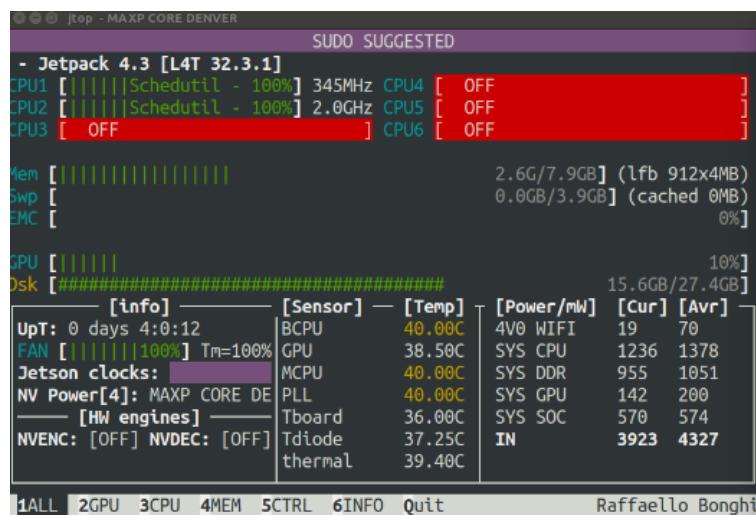 jtop - MAXP CORE DENVER
SUDO SUGGESTED
- Jetpack 4.3 [L4T 32.3.1]
CPU1 [||||||Schedutil - 100%] 345MHz CPU4 [ OFF ]
CPU2 [||||||Schedutil - 100%] 2.0GHz CPU5 [ OFF ]
CPU3 [ OFF ] CPU6 [ OFF ]
Mem [||||||||||||||||| 2.6G/7.9GB] (lfb 912x4MB)
Swp [ 0.0GB/3.9GB] (cached 0MB)
EMC [ 0%]
GPU [|||||| 10%]
Dsk [####################################### 15.6GB/27.4GB]
[info] [Sensor] [Temp] [Power/mW] [Cur] [Avr]
UpT: 0 days 4:0:12 BCPU 40.00C 4V0 WIFI 19 70
FAN [|||||||100%] Tm=100% GPU 38.50C SYS CPU 1236 1378
Jetson clocks: MCPU 40.00C SYS DDR 955 1051
NV Power[4]: MAXP CORE DE PLL 40.00C SYS GPU 142 200
[HW engines] Tboard 36.00C SYS SOC 570 574
NVENC: [OFF] NVDEC: [OFF] Tdiode 37.25C IN 3923 4327
thermal 39.40C
1ALL 2GPU 3CPU 4MEM 5CTRL 6INFO Quit Raffaello Bonghi